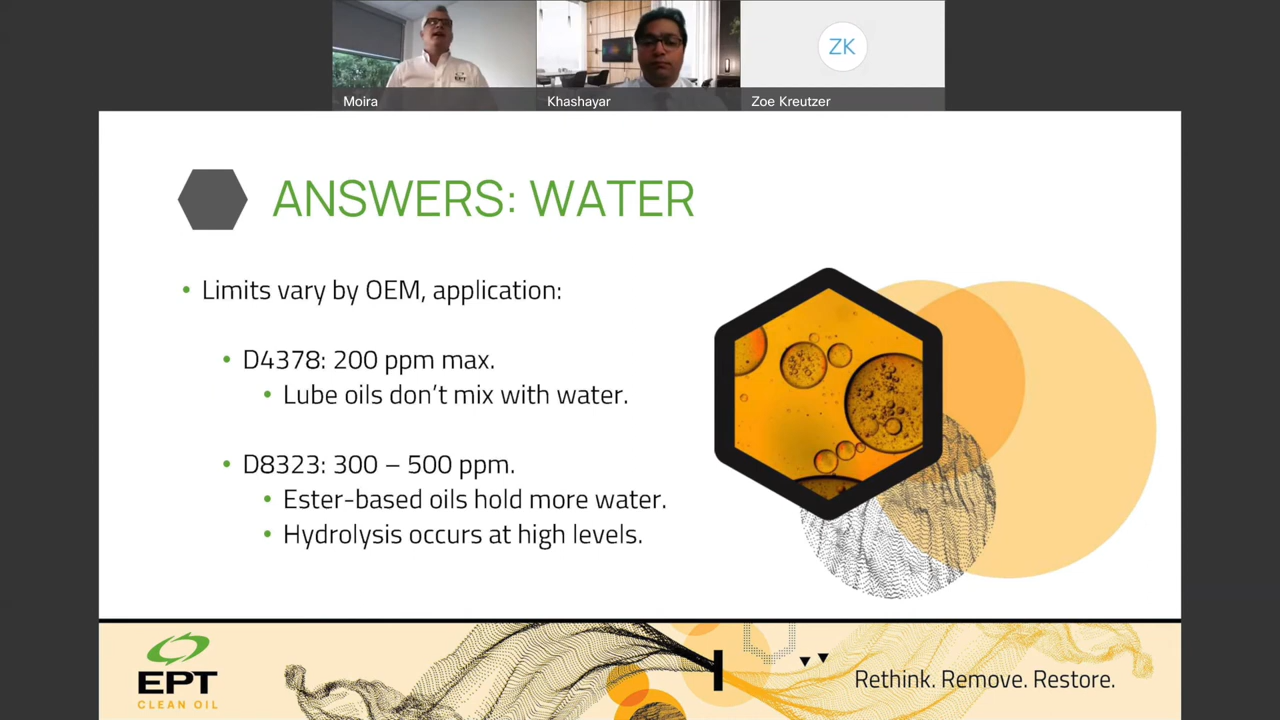 EPT
Moira
Khashayar
ZK
Zoe Kreutzer
ANSWERS: WATER
• Limits vary by OEM, application:
• D4378: 200 ppm max.
• Lube oils don’t mix with water.
• D8323: 300 – 500 ppm.
• Ester-based oils hold more water.
• Hydrolysis occurs at high levels.
EPT
CLEAN OIL
Rethink. Remove. Restore.